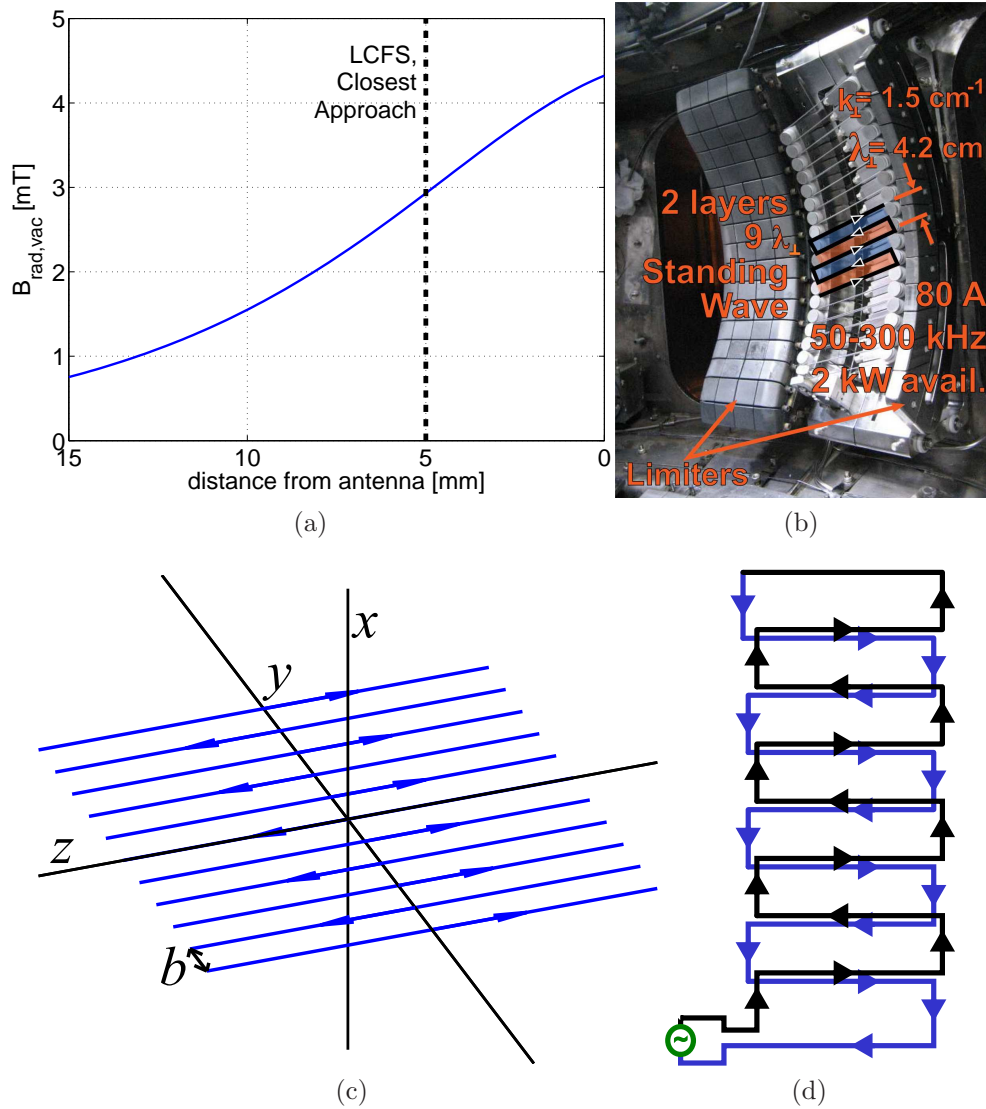 5
4
3
2
1
0
B_rad,vac [mT]
LCFS,
Closest
Approach
15
10
5
0
distance from antenna [mm]
(a)
k⊥= 1.5 cm⁻¹
λ⊥= 4.2 cm
2 layers
9 λ⊥
Standing
Wave
80 A
50-300 kHz
2 kW avail.
Limiters
(b)
x
y
z
b
(c)
~
(d)